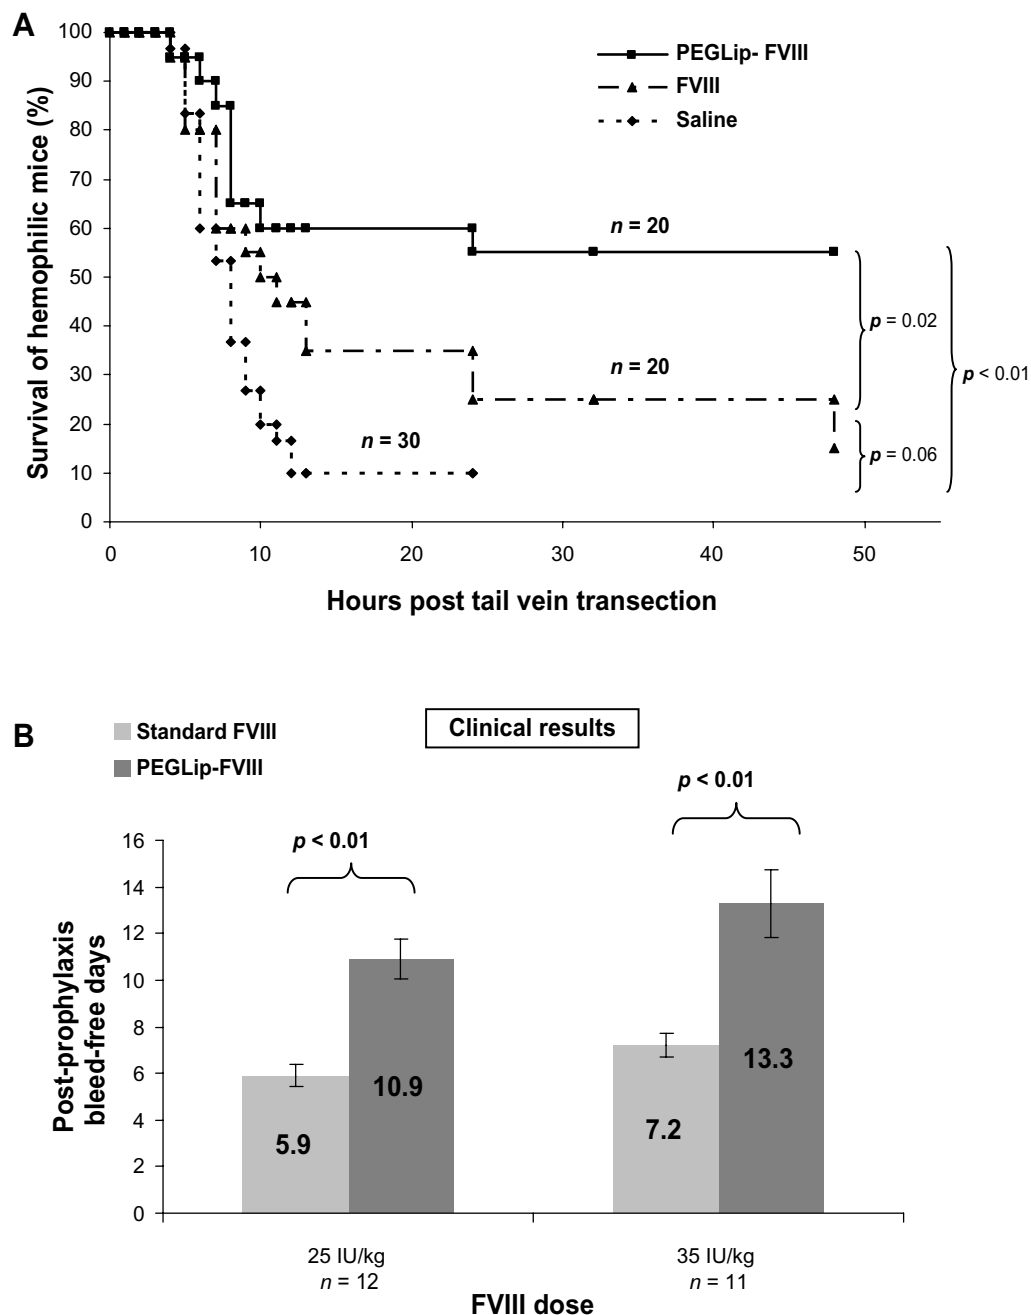 A
PEGLip- FVIII
FVIII
Saline
Survival of hemophilic mice (%)
100
90
80
70
60
50
40
30
20
10
0
n = 20
n = 20
n = 30
p = 0.02
p < 0.01
p = 0.06
0 10 20 30 40 50
Hours post tail vein transection
B
Standard FVIII
PEGLip-FVIII
Clinical results
p < 0.01
p < 0.01
Post-prophylaxis
bleed-free days
16
14
12
10
8
6
4
2
0
5.9
10.9
7.2
13.3
25 IU/kg
n = 12
35 IU/kg
n = 11
FVIII dose